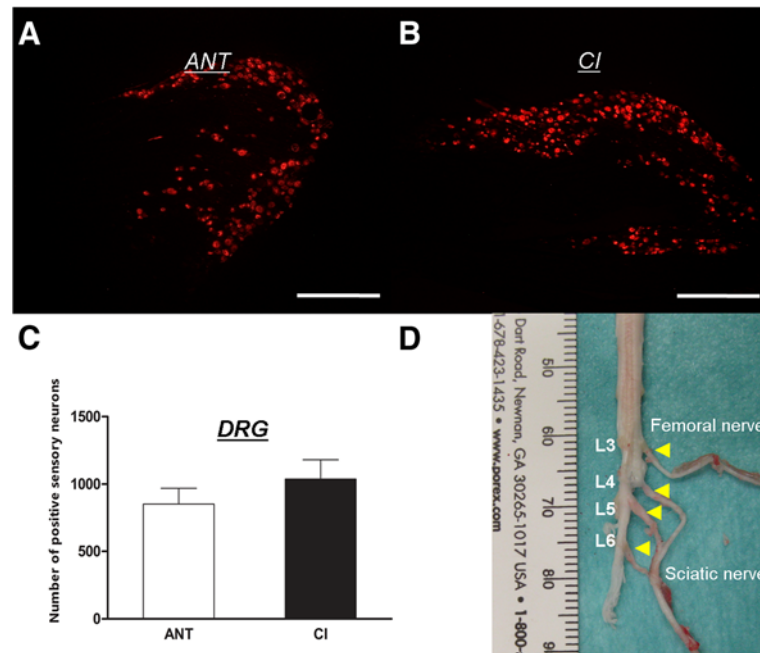 A
ANT
B
CI
C
Number of positive sensory neurons
1500
1000
500
0
DRG
ANT
CI
D
1-678-423-1435 • www.porex.com
Dart Road, Newnan, GA 30265-1017 USA • 1-800-
50
60
70
80
9
L3
L4
L5
L6
Femoral nerve
Sciatic nerve